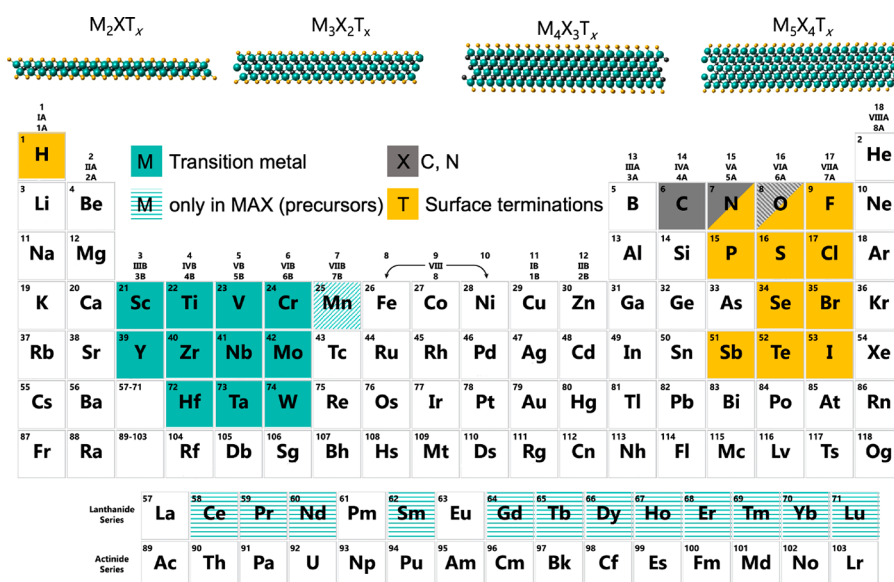 M₂XTₓ M₃X₂Tₓ M₄X₃Tₓ M₅X₄Tₓ
1
IA
1A
18
VIIIA
8A
1 H
2
IIA
2A
M Transition metal
X C, N
13
IIIA
3A
14
IVA
4A
15
VA
5A
16
VIA
6A
17
VIIA
7A
2 He
3 Li 4 Be
M only in MAX (precursors)
T Surface terminations
5 B 6 C 7 N 8 O 9 F 10 Ne
11 Na 12 Mg
3
IIIB
3B
4
IVB
4B
5
VB
5B
6
VIB
6B
7
VIIB
7B
8 9 10
VIII
8
11
IB
1B
12
IIB
2B
13 Al 14 Si 15 P 16 S 17 Cl 18 Ar
19 K 20 Ca 21 Sc 22 Ti 23 V 24 Cr 25 Mn 26 Fe 27 Co 28 Ni 29 Cu 30 Zn 31 Ga 32 Ge 33 As 34 Se 35 Br 36 Kr
37 Rb 38 Sr 39 Y 40 Zr 41 Nb 42 Mo 43 Tc 44 Ru 45 Rh 46 Pd 47 Ag 48 Cd 49 In 50 Sn 51 Sb 52 Te 53 I 54 Xe
55 Cs 56 Ba 57-71 72 Hf 73 Ta 74 W 75 Re 76 Os 77 Ir 78 Pt 79 Au 80 Hg 81 Tl 82 Pb 83 Bi 84 Po 85 At 86 Rn
87 Fr 88 Ra 89-103 104 Rf 105 Db 106 Sg 107 Bh 108 Hs 109 Mt 110 Ds 111 Rg 112 Cn 113 Nh 114 Fl 115 Mc 116 Lv 117 Ts 118 Og
Lanthanide
Series
57 La 58 Ce 59 Pr 60 Nd 61 Pm 62 Sm 63 Eu 64 Gd 65 Tb 66 Dy 67 Ho 68 Er 69 Tm 70 Yb 71 Lu
Actinide
Series
89 Ac 90 Th 91 Pa 92 U 93 Np 94 Pu 95 Am 96 Cm 97 Bk 98 Cf 99 Es 100 Fm 101 Md 102 No 103 Lr